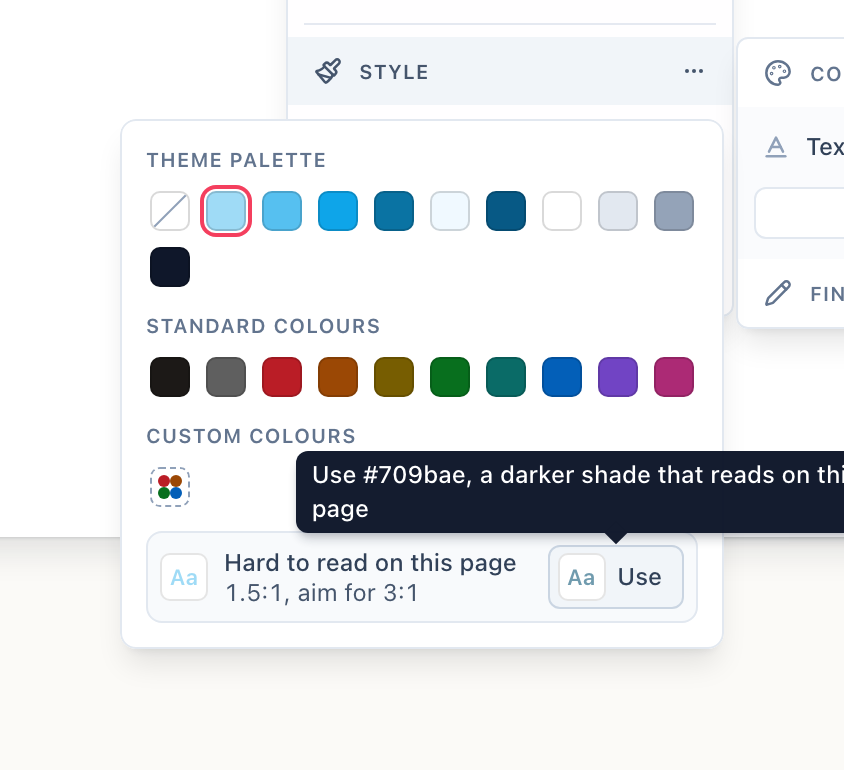 STYLE
CO
Tex
THEME PALETTE
FIN
STANDARD COLOURS
CUSTOM COLOURS
Use #709bae, a darker shade that reads on thi
page
Aa
Hard to read on this page
1.5:1, aim for 3:1
Aa
Use